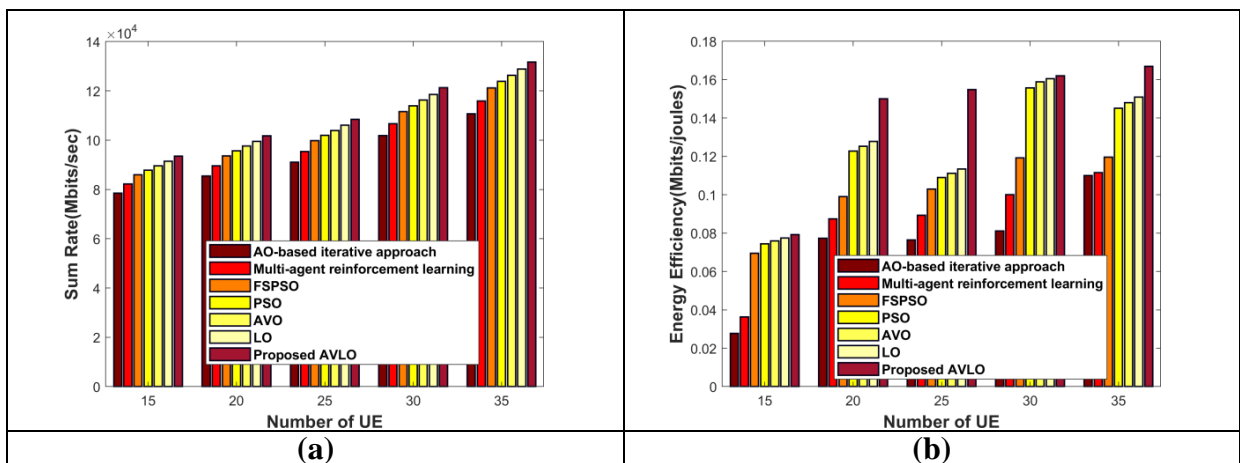 ×10⁴
14
12
10
8
6
4
2
0
Sum Rate(Mbits/sec)
AO-based iterative approach
Multi-agent reinforcement learning
FSPSO
PSO
AVO
LO
Proposed AVLO
15 20 25 30 35
Number of UE
(a)
0.18
0.16
0.14
0.12
0.1
0.08
0.06
0.04
0.02
0
Energy Efficiency(Mbits/joules)
AO-based iterative approach
Multi-agent reinforcement learning
FSPSO
PSO
AVO
LO
Proposed AVLO
15 20 25 30 35
Number of UE
(b)